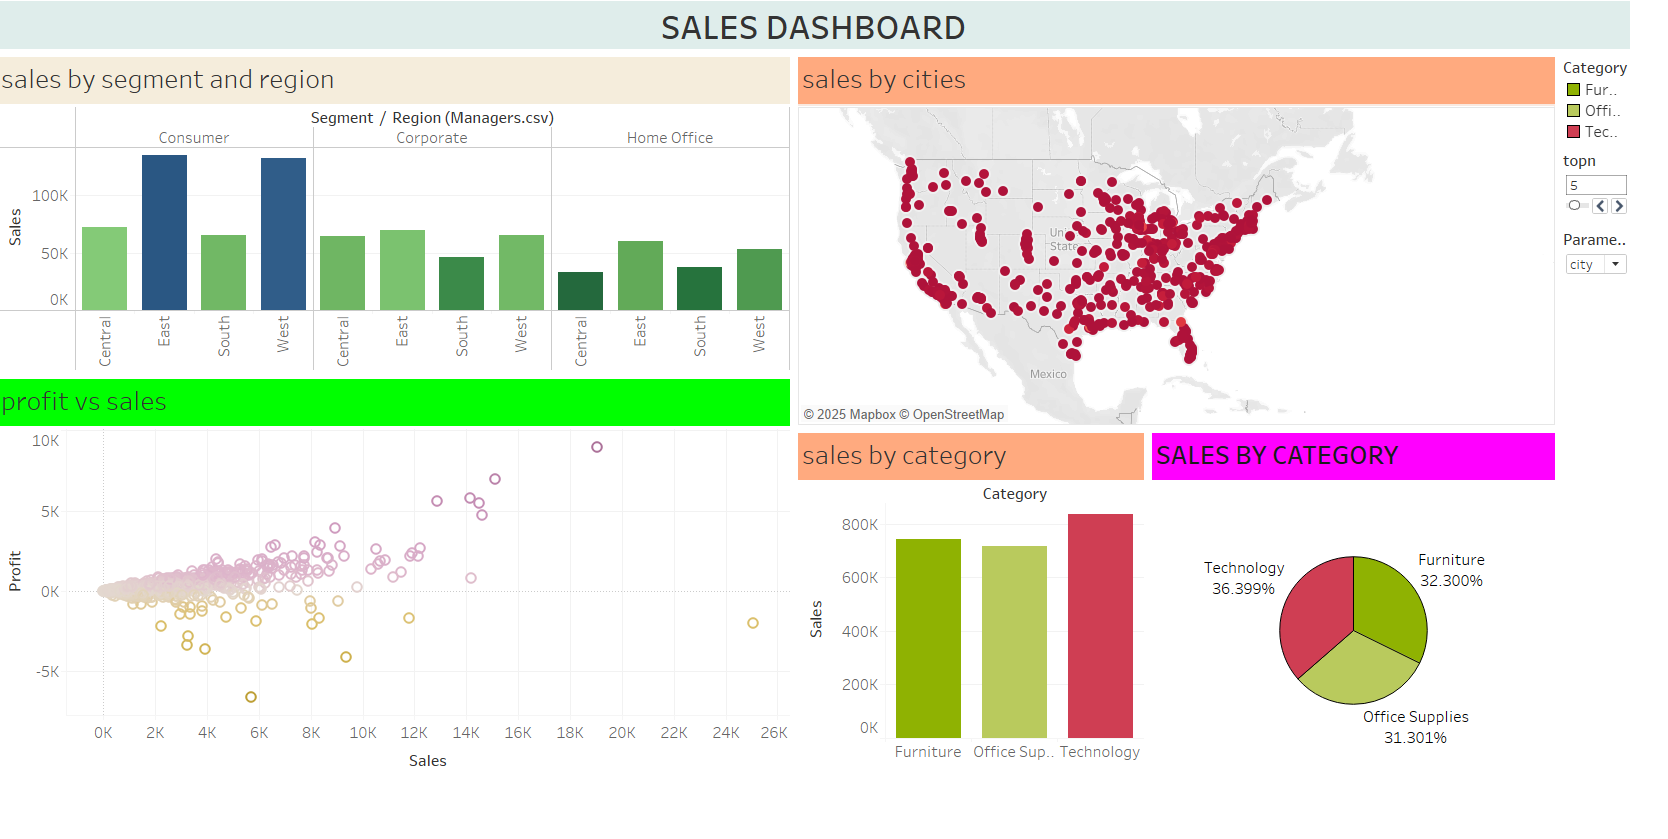 SALES DASHBOARD
sales by segment and region
Segment / Region (Managers.csv)
Consumer
Corporate
Home Office
Sales
100K
50K
0K
Central
East
South
West
Central
East
South
West
Central
East
South
West
profit vs sales
Profit
10K
5K
0K
-5K
0K
2K
4K
6K
8K
10K
12K
14K
16K
18K
20K
22K
24K
26K
Sales
sales by cities
Mexico
© 2025 Mapbox © OpenStreetMap
sales by category
Category
Sales
800K
600K
400K
200K
0K
Furniture
Office Sup..
Technology
SALES BY CATEGORY
Technology
36.399%
Furniture
32.300%
Office Supplies
31.301%
Category
Fur..
Offi..
Tec..
topn
5
Parame..
city